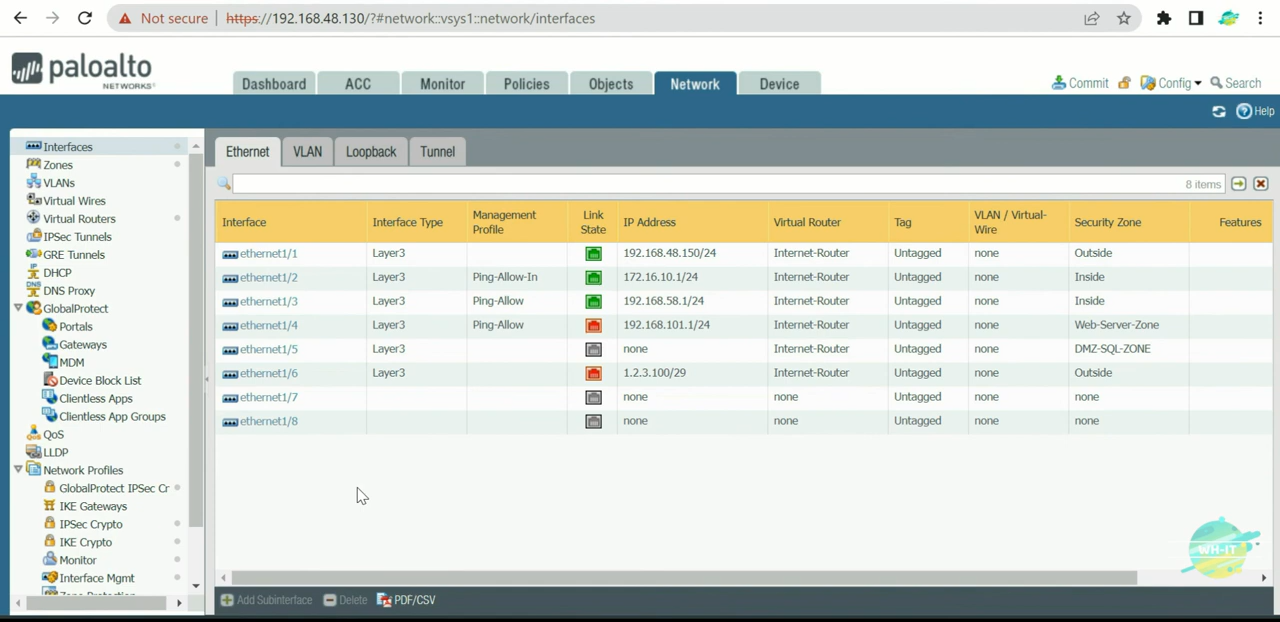 Not secure https://192.168.48.130/?#network::vsys1::network/interfaces
paloalto
NETWORKS
Dashboard ACC Monitor Policies Objects Network Device
Commit Config Search
Help
Interfaces
Zones
VLANs
Virtual Wires
Virtual Routers
IPSec Tunnels
GRE Tunnels
DHCP
DNS Proxy
GlobalProtect
Portals
Gateways
MDM
Device Block List
Clientless Apps
Clientless App Groups
QoS
LLDP
Network Profiles
GlobalProtect IPSec Cr
IKE Gateways
IPSec Crypto
IKE Crypto
Monitor
Interface Mgmt
Zone Protection
Ethernet VLAN Loopback Tunnel
8 items
Interface Interface Type Management Profile Link State IP Address Virtual Router Tag VLAN / Virtual-Wire Security Zone Features
ethernet1/1 Layer3 192.168.48.150/24 Internet-Router Untagged none Outside
ethernet1/2 Layer3 Ping-Allow-In 172.16.10.1/24 Internet-Router Untagged none Inside
ethernet1/3 Layer3 Ping-Allow 192.168.58.1/24 Internet-Router Untagged none Inside
ethernet1/4 Layer3 Ping-Allow 192.168.101.1/24 Internet-Router Untagged none Web-Server-Zone
ethernet1/5 Layer3 none Internet-Router Untagged none DMZ-SQL-ZONE
ethernet1/6 Layer3 1.2.3.100/29 Internet-Router Untagged none Outside
ethernet1/7 none none Untagged none none
ethernet1/8 none none Untagged none none
WH-IT
Add Subinterface Delete PDF/CSV